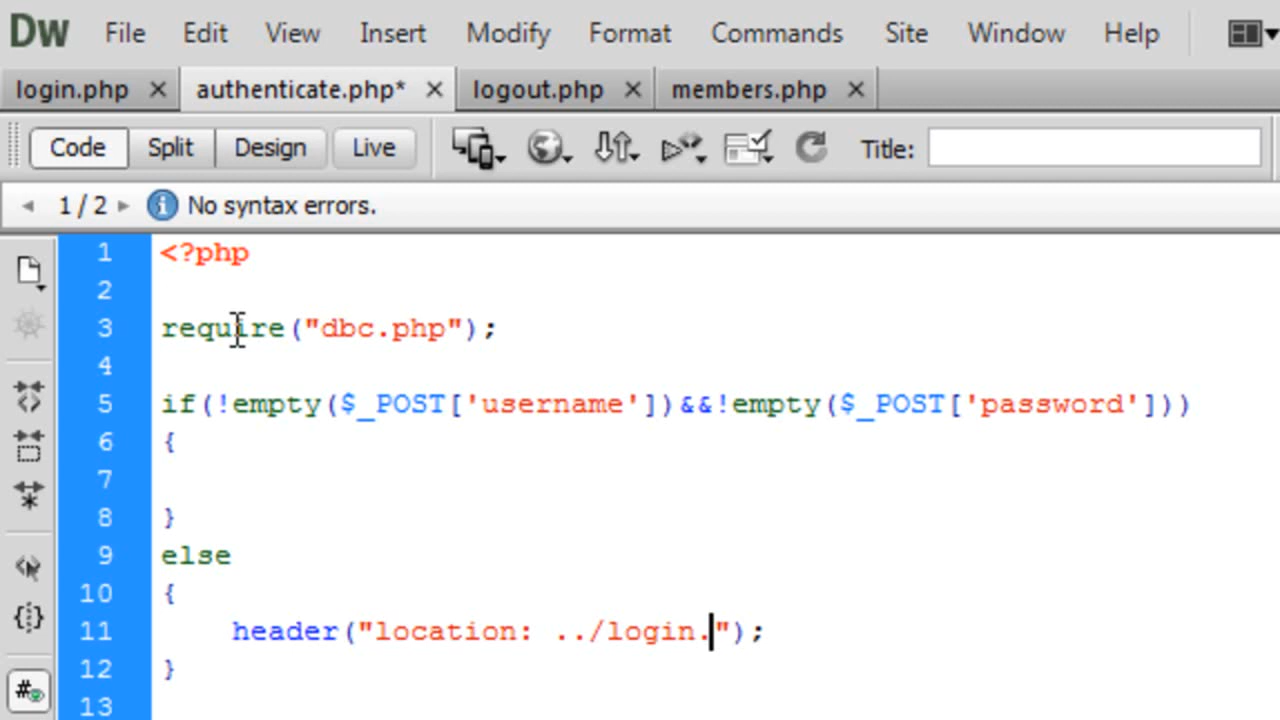 Dw File Edit View Insert Modify Format Commands Site Window Help
login.php × authenticate.php* × logout.php × members.php ×
Code Split Design Live Title:
1 / 2 No syntax errors.
1 <?php
2
3 require("dbc.php");
4
5 if(!empty($_POST['username'])&&!empty($_POST['password']))
6 {
7
8 }
9 else
10 {
11 header("location: ../login.");
12 }
13